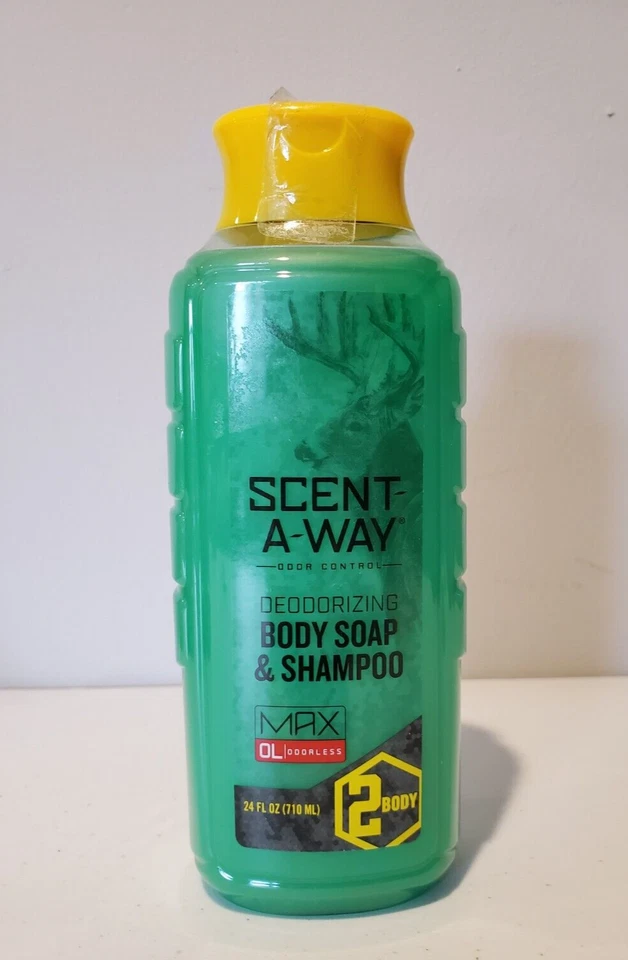 SCENT-
A-WAY®
ODOR CONTROL
DEODORIZING
BODY SOAP
& SHAMPOO
MAX
OL ODORLESS
24 FL OZ (710 ML)
2 BODY